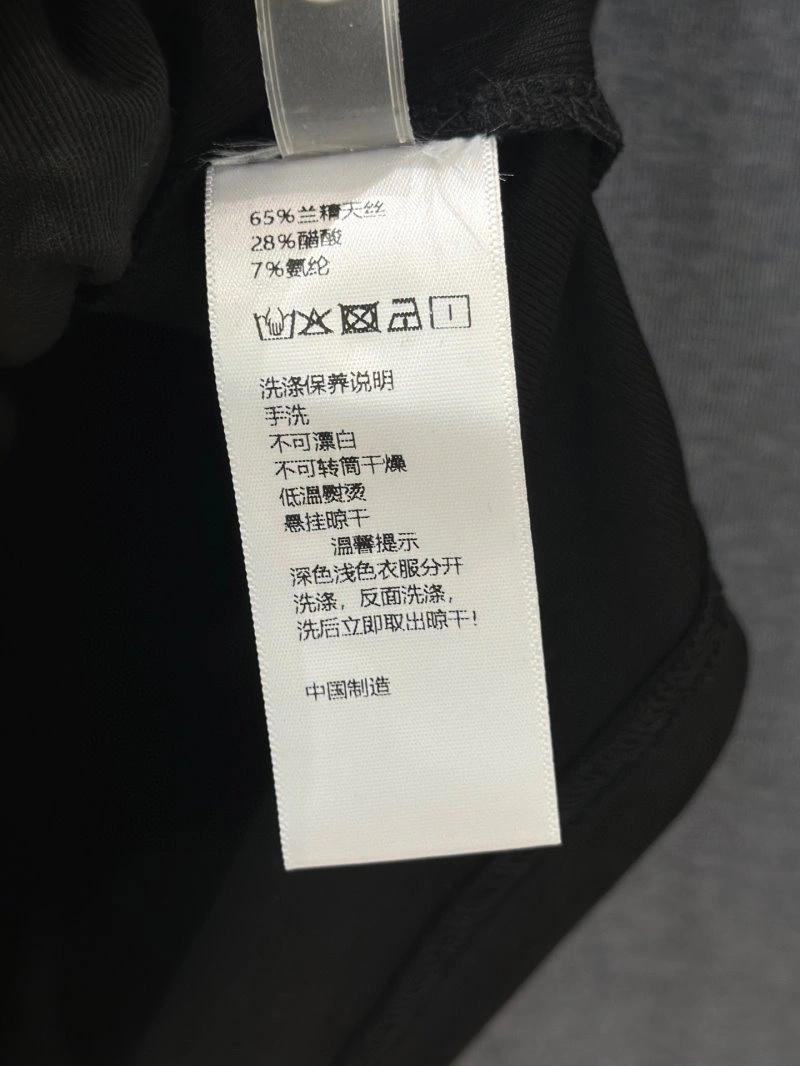 65%兰精天丝
28%醋酸
7%氨纶
洗涤保养说明
手洗
不可漂白
不可转筒干燥
低温熨烫
悬挂晾干
温馨提示
深色浅色衣服分开
洗涤，反面洗涤，
洗后立即取出晾干！
中国制造